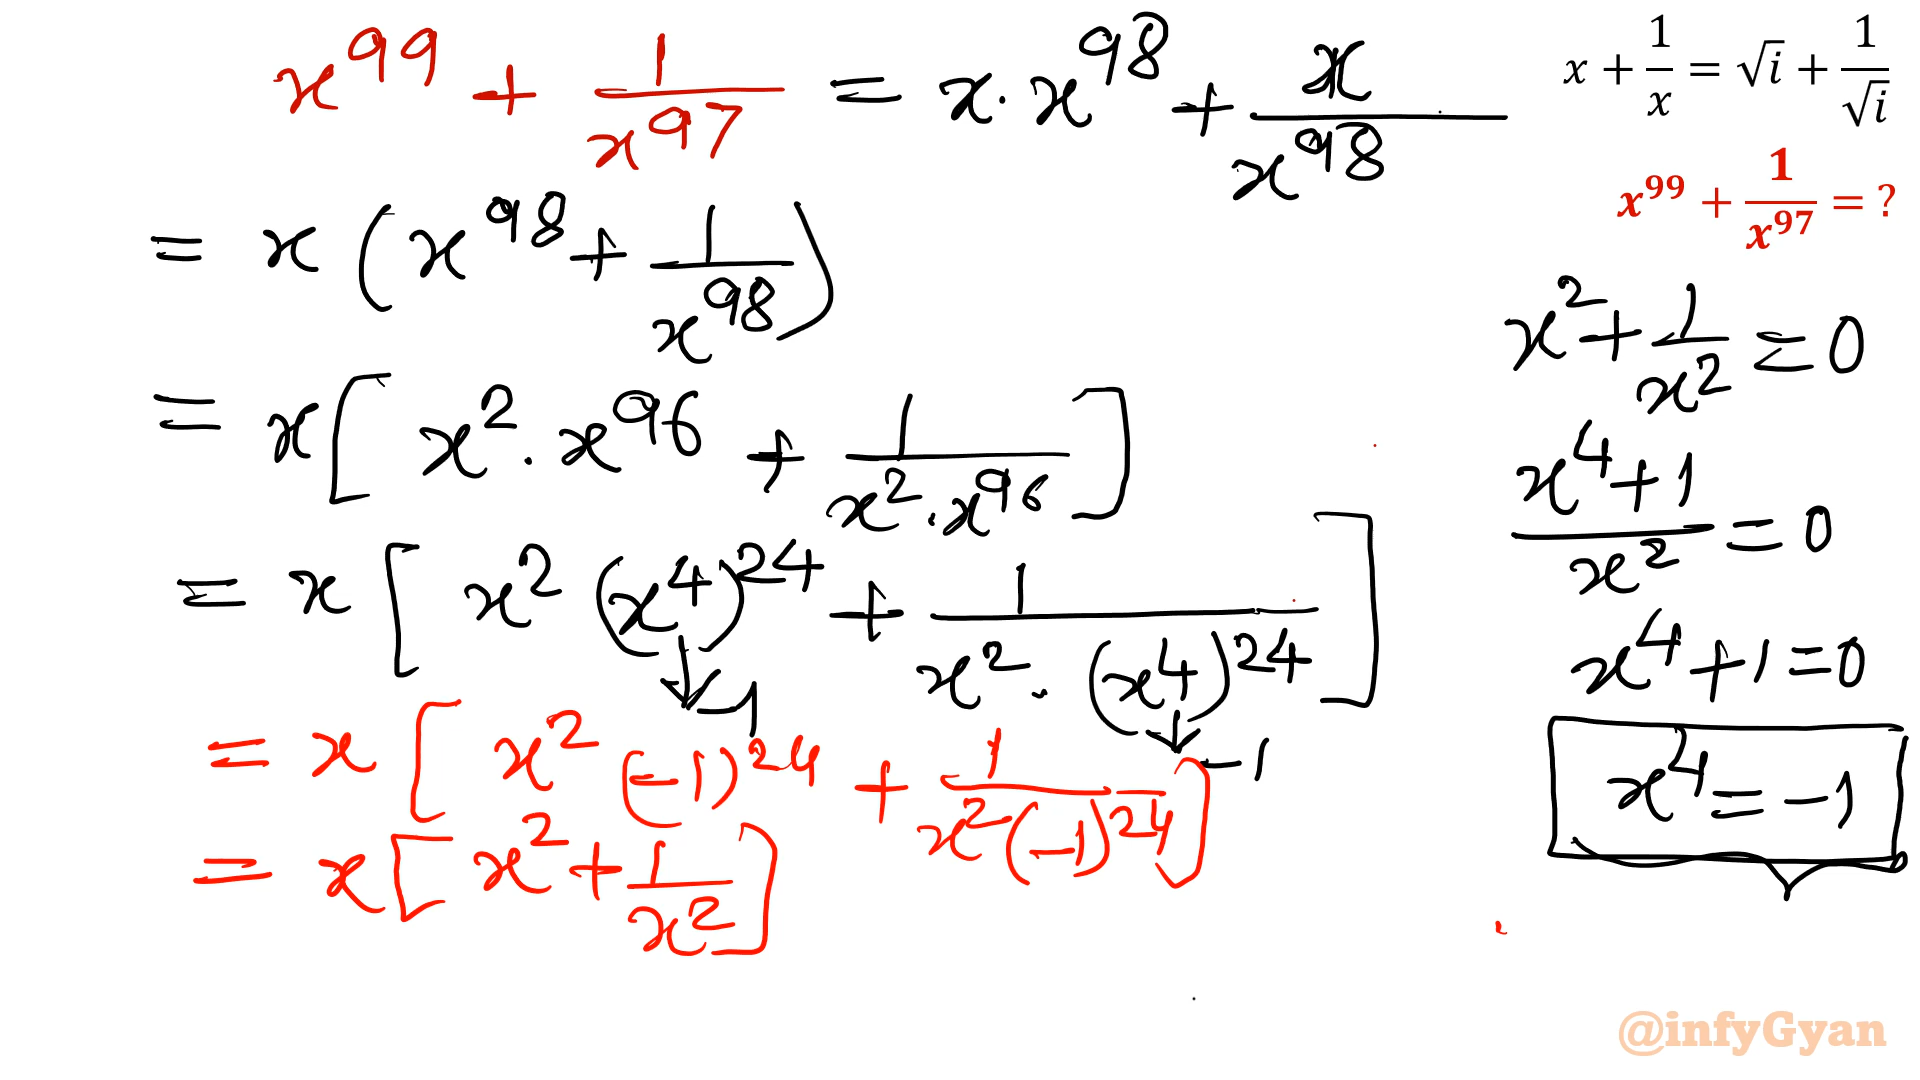 x^99 + 1/x^97 = x · x^98 + x/x^98
= x (x^98 + 1/x^98)
= x [ x^2 · x^96 + 1/(x^2 · x^96) ]
= x [ x^2 (x^4)^24 + 1/(x^2 · (x^4)^24) ]
↓ -1 ↓ -1
= x [ x^2 (-1)^24 + 1/(x^2 (-1)^24) ]
= x [ x^2 + 1/x^2 ]
x + 1/x = √i + 1/√i
x^99 + 1/x^97 = ?
x^2 + 1/x^2 = 0
(x^4 + 1)/x^2 = 0
x^4 + 1 = 0
x^4 = -1
@infyGyan